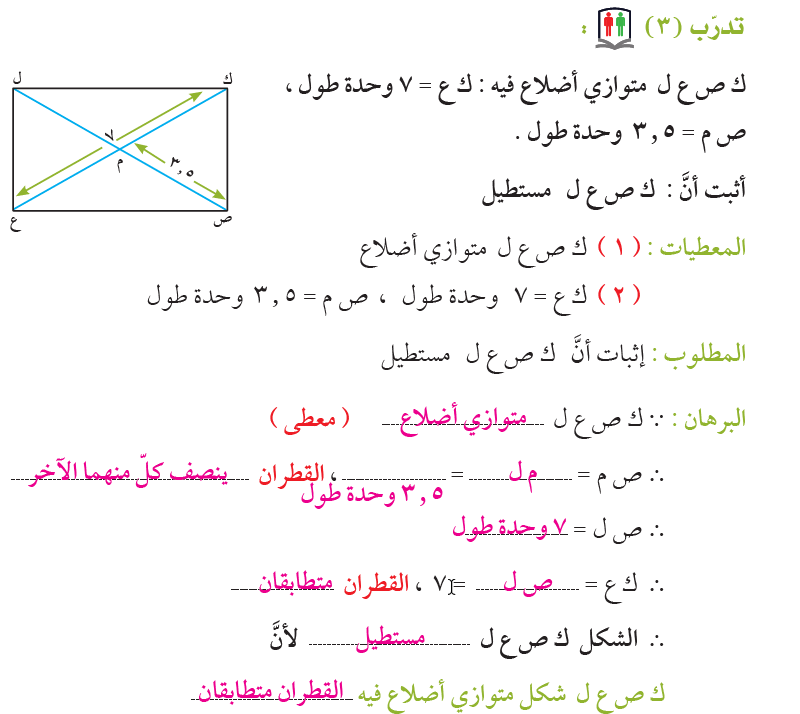 تدرّب (٣) :
ك ص ع ل متوازي أضلاع فيه : ك ع = ٧ وحدة طول ،
ص م = ٣,٥ وحدة طول .
أثبت أنَّ : ك ص ع ل مستطيل
ل ك
٧
م
٣,٥
ع ص
المعطيات : (١) ك ص ع ل متوازي أضلاع
(٢) ك ع = ٧ وحدة طول ، ص م = ٣,٥ وحدة طول
المطلوب : إثبات أنَّ ك ص ع ل مستطيل
البرهان : ∵ ك ص ع ل متوازي أضلاع (معطى)
∴ ص م = م ل = ٣,٥ وحدة طول ، القطران ينصف كلّ منهما الآخر
∴ ص ل = ٧ وحدة طول
∴ ك ع = ص ل = ٧ ، القطران متطابقان
∴ الشكل ك ص ع ل مستطيل لأنَّ
ك ص ع ل شكل متوازي أضلاع فيه القطران متطابقان